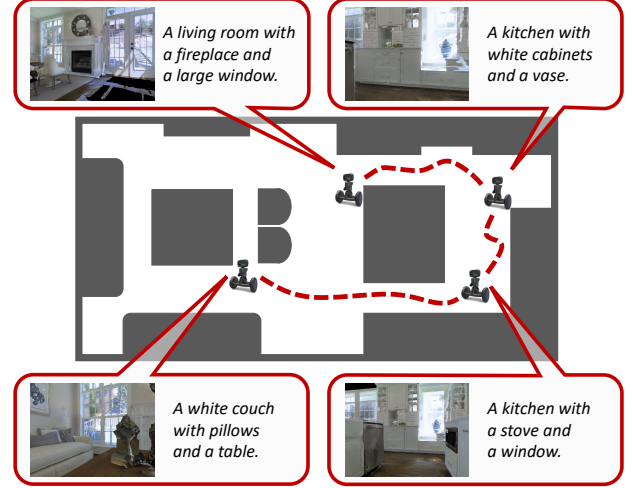 A living room with
a fireplace and
a large window.
A kitchen with
white cabinets
and a vase.
A white couch
with pillows
and a table.
A kitchen with
a stove and
a window.